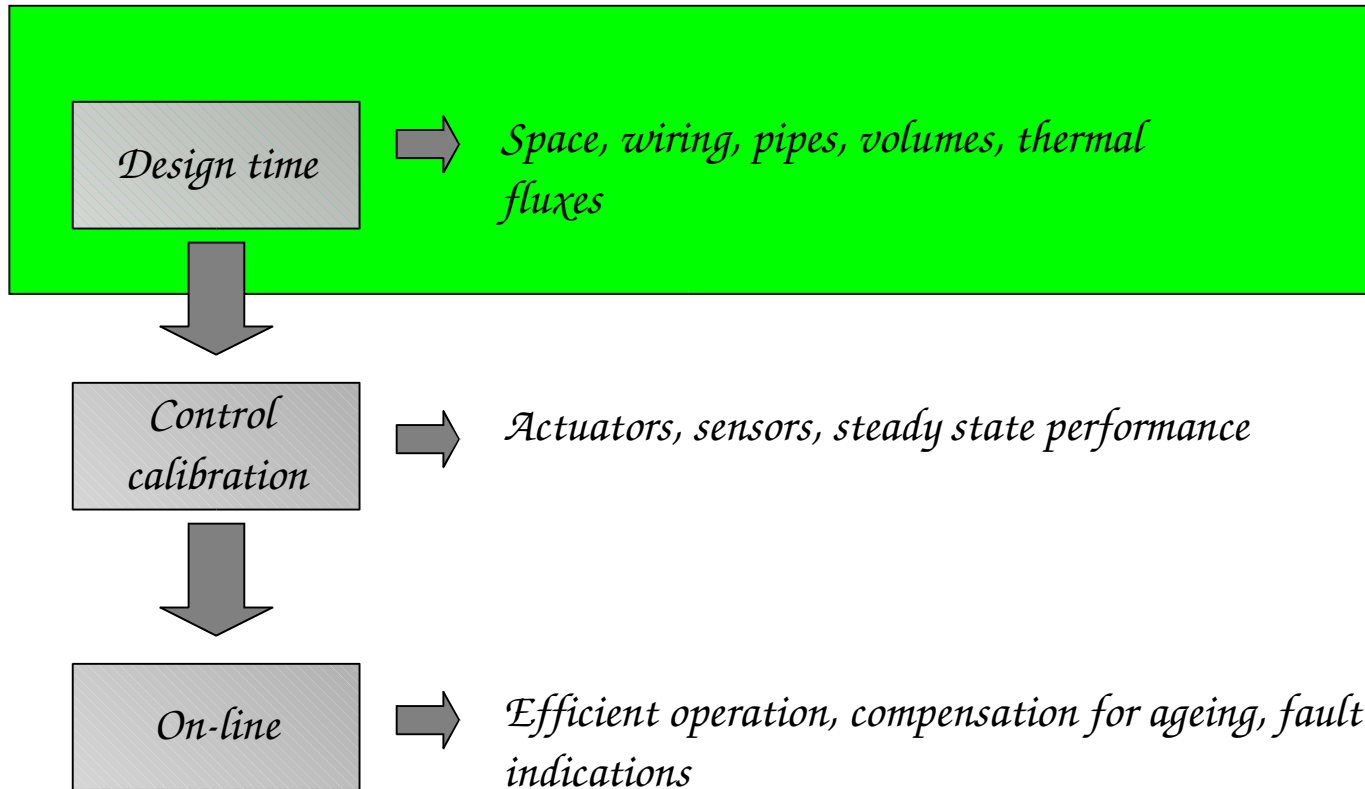 Design time
Space, wiring, pipes, volumes, thermal
fluxes
Control
calibration
Actuators, sensors, steady state performance
On-line
Efficient operation, compensation for ageing, fault
indications